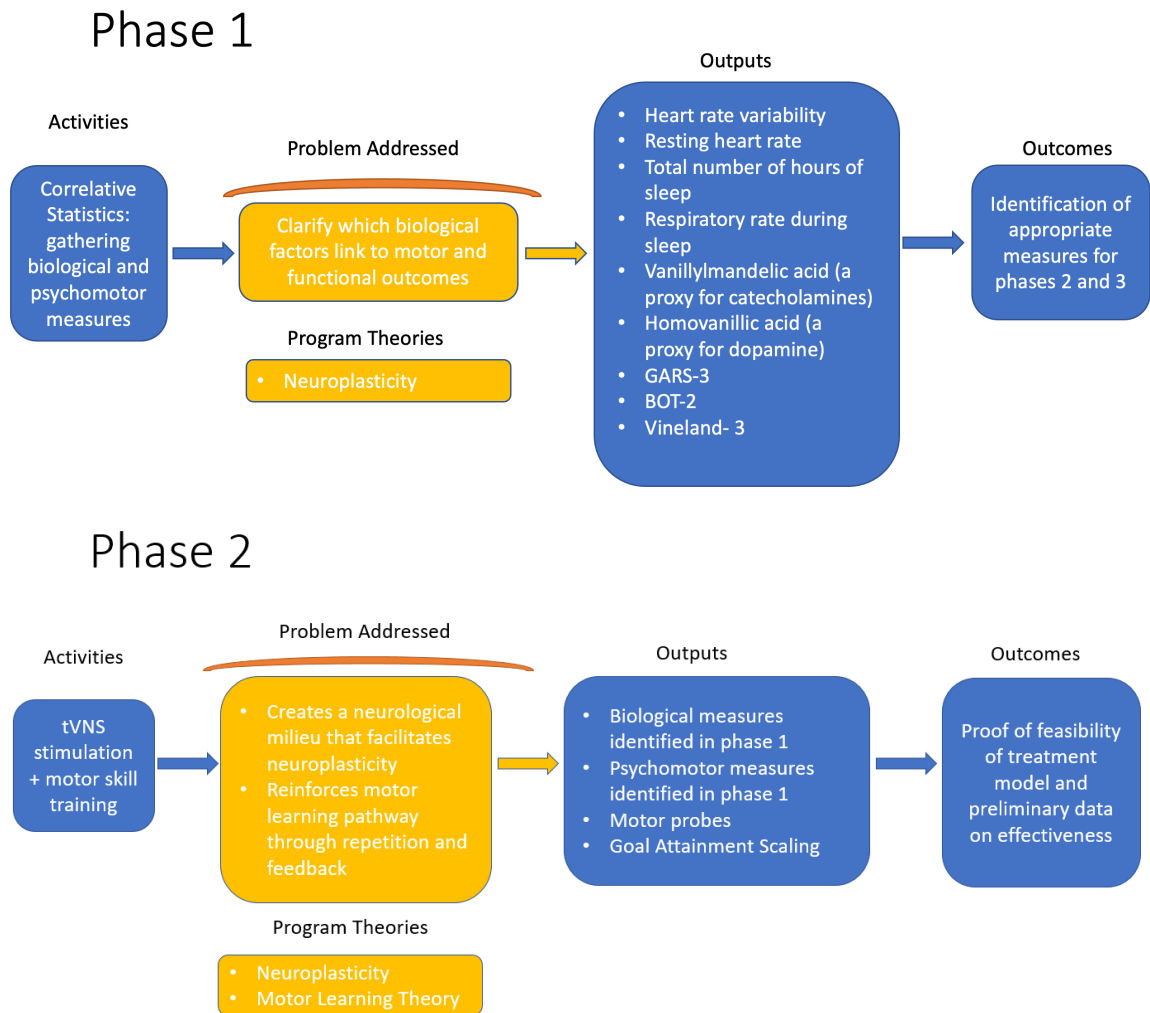 Phase 1
Activities
Correlative
Statistics:
gathering
biological and
psychomotor
measures
Problem Addressed
Clarify which biological
factors link to motor and
functional outcomes
Program Theories
• Neuroplasticity
Outputs
• Heart rate variability
• Resting heart rate
• Total number of hours of
sleep
• Respiratory rate during
sleep
• Vanillylmandelic acid (a
proxy for catecholamines)
• Homovanillic acid (a
proxy for dopamine)
• GARS-3
• BOT-2
• Vineland- 3
Outcomes
Identification of
appropriate
measures for
phases 2 and 3
Phase 2
Activities
tVNS
stimulation
+ motor skill
training
Problem Addressed
• Creates a neurological
milieu that facilitates
neuroplasticity
• Reinforces motor
learning pathway
through repetition and
feedback
Program Theories
• Neuroplasticity
• Motor Learning Theory
Outputs
• Biological measures
identified in phase 1
• Psychomotor measures
identified in phase 1
• Motor probes
• Goal Attainment Scaling
Outcomes
Proof of feasibility
of treatment
model and
preliminary data
on effectiveness